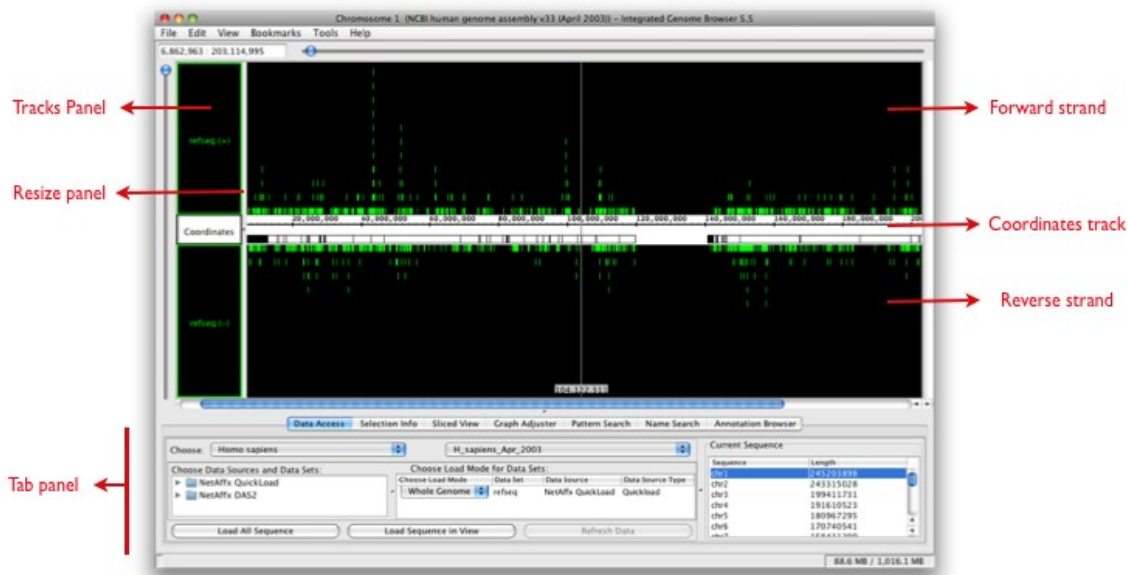 Chromosome 1 (NCBI human genome assembly v33 (April 2003)) - Integrated Genome Browser 5.5
File Edit View Bookmarks Tools Help
6,862,963 : 203,114,995
Tracks Panel
Forward strand
refseq (+)
Resize panel
20,000,000 40,000,000 60,000,000 80,000,000 100,000,000 120,000,000 140,000,000 160,000,000 180,000,000
Coordinates
Coordinates track
Reverse strand
refseq (-)
Data Access Selection Info Sliced View Graph Adjuster Pattern Search Name Search Annotation Browser
Tab panel
Choose: Homo sapiens H_sapiens_Apr_2003
Choose Data Sources and Data Sets:
NetAffx QuickLoad
NetAffx DAS2
Choose Load Mode for Data Sets:
Choose Load Mode Data Set Data Source Data Source Type
Whole Genome refseq NetAffx QuickLoad Quickload
Load All Sequence Load Sequence in View Refresh Data
Current Sequence
Sequence Length
chr1 245203898
chr2 243315028
chr3 199411731
chr4 191610523
chr5 180967295
chr6 170740541
88.6 MB / 1,016.1 MB